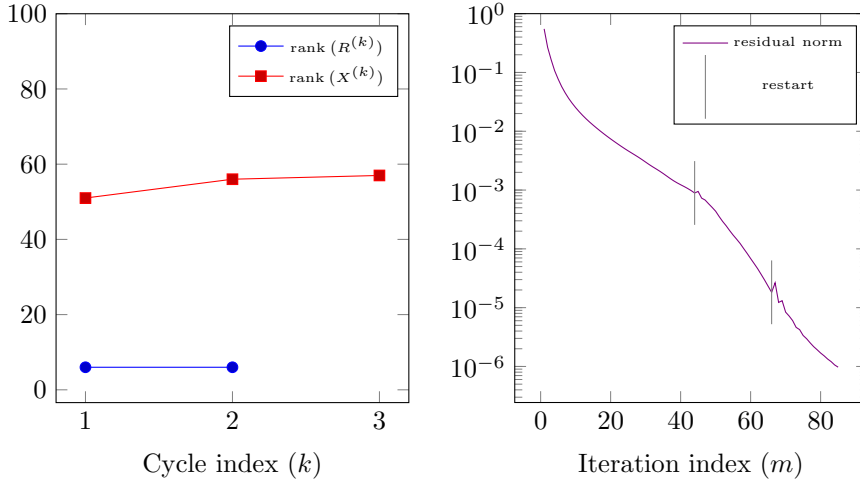 100
80
60
40
20
0
1 2 3
Cycle index (k)
rank (R^(k))
rank (X^(k))
10^0
10^−1
10^−2
10^−3
10^−4
10^−5
10^−6
0 20 40 60 80
Iteration index (m)
residual norm
restart